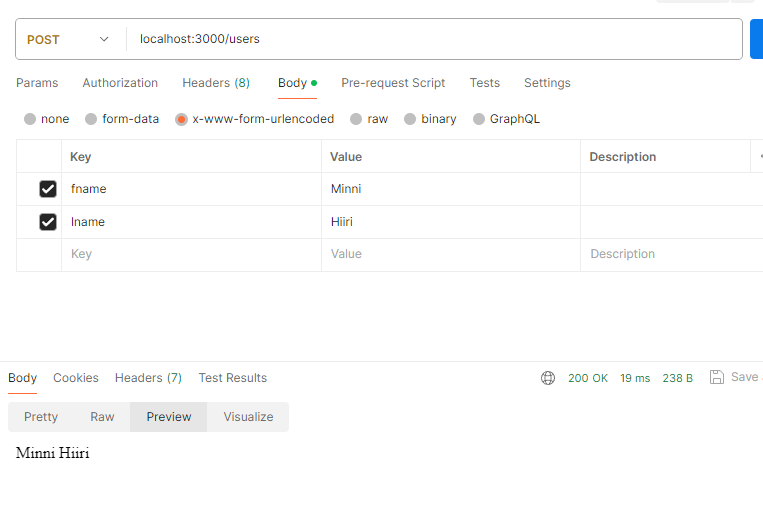 POST localhost:3000/users
Params Authorization Headers (8) Body Pre-request Script Tests Settings
none form-data x-www-form-urlencoded raw binary GraphQL
Key Value Description
fname Minni
lname Hiiri
Key Value Description
Body Cookies Headers (7) Test Results 200 OK 19 ms 238 B Save
Pretty Raw Preview Visualize
Minni Hiiri